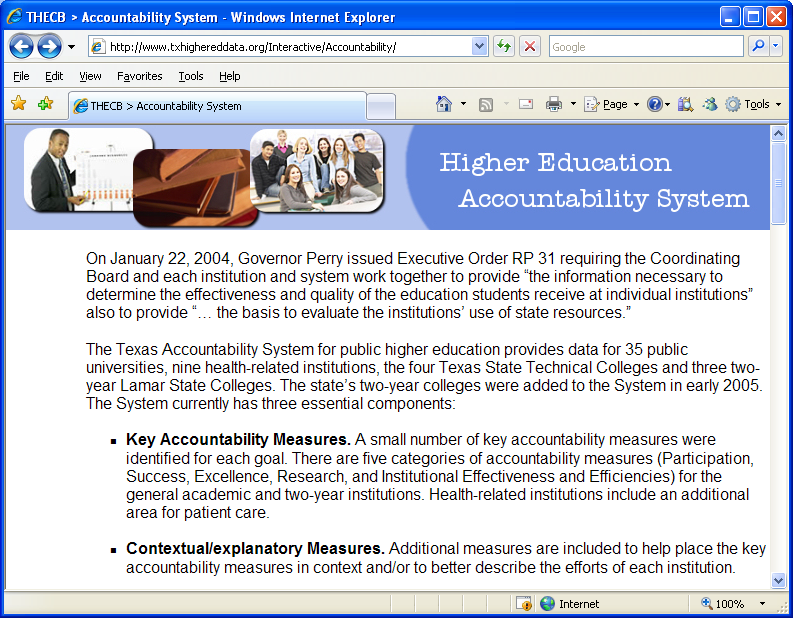 THECB > Accountability System - Windows Internet Explorer
http://www.txhighereddata.org/Interactive/Accountability/
Google
File Edit View Favorites Tools Help
THECB > Accountability System
Page
Tools
Higher Education
Accountability System
On January 22, 2004, Governor Perry issued Executive Order RP 31 requiring the Coordinating
Board and each institution and system work together to provide “the information necessary to
determine the effectiveness and quality of the education students receive at individual institutions”
also to provide “… the basis to evaluate the institutions’ use of state resources.”
The Texas Accountability System for public higher education provides data for 35 public
universities, nine health-related institutions, the four Texas State Technical Colleges and three two-
year Lamar State Colleges. The state’s two-year colleges were added to the System in early 2005.
The System currently has three essential components:
▪ Key Accountability Measures. A small number of key accountability measures were
identified for each goal. There are five categories of accountability measures (Participation,
Success, Excellence, Research, and Institutional Effectiveness and Efficiencies) for the
general academic and two-year institutions. Health-related institutions include an additional
area for patient care.
▪ Contextual/explanatory Measures. Additional measures are included to help place the key
accountability measures in context and/or to better describe the efforts of each institution.
Internet
100%